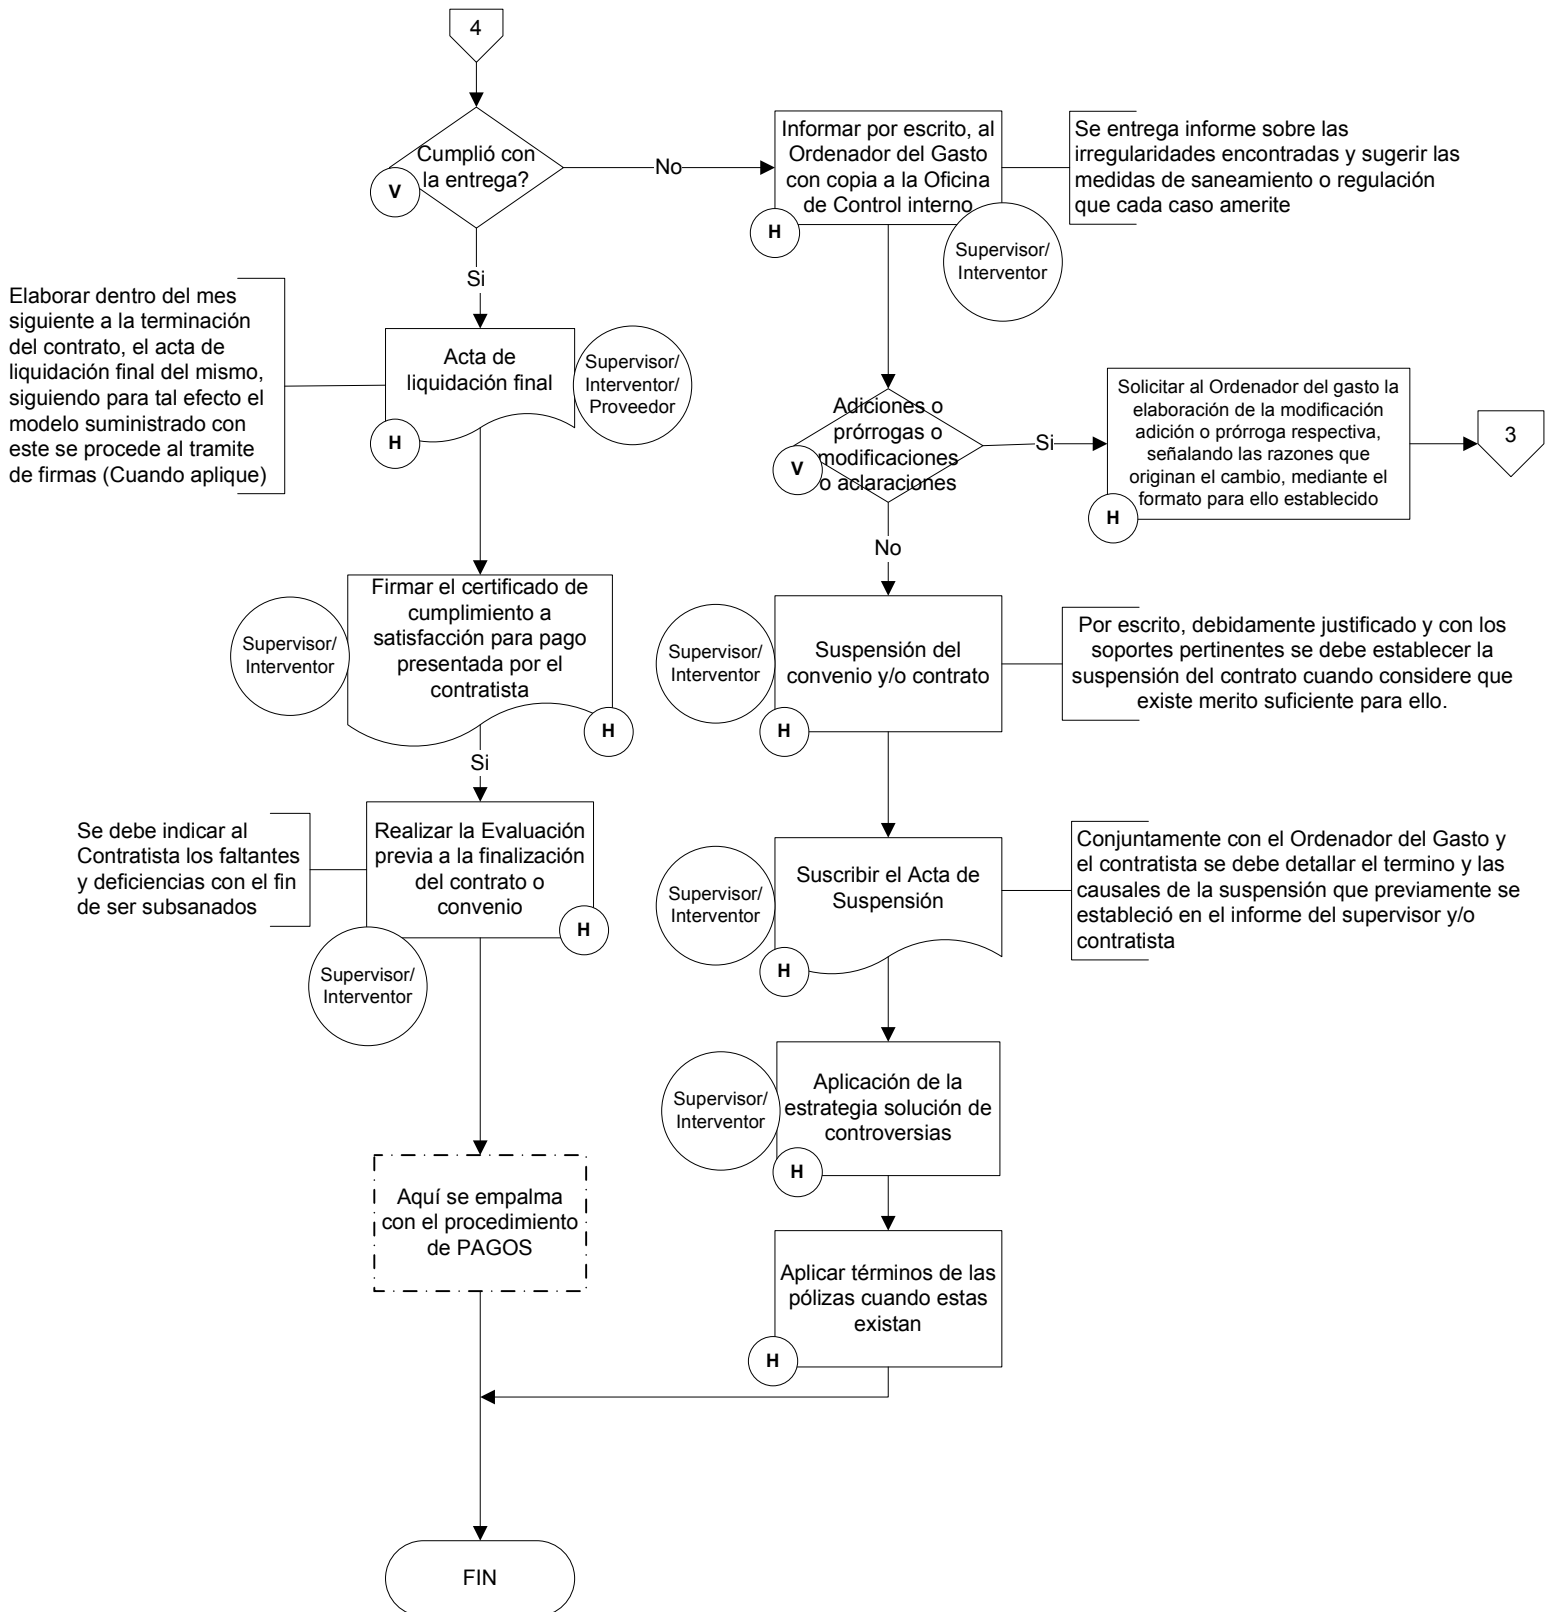 4
Cumplió con
la entrega?
V
No
Informar por escrito, al
Ordenador del Gasto
con copia a la Oficina
de Control interno
H
Supervisor/
Interventor
Se entrega informe sobre las
irregularidades encontradas y sugerir las
medidas de saneamiento o regulación
que cada caso amerite
Si
Elaborar dentro del mes
siguiente a la terminación
del contrato, el acta de
liquidación final del mismo,
siguiendo para tal efecto el
modelo suministrado con
este se procede al tramite
de firmas (Cuando aplique)
Acta de
liquidación final
H
Supervisor/
Interventor/
Proveedor
Adiciones o
prórrogas o
modificaciones
o aclaraciones
V
Si
Solicitar al Ordenador del gasto la
elaboración de la modificación
adición o prórroga respectiva,
señalando las razones que
originan el cambio, mediante el
formato para ello establecido
H
3
No
Supervisor/
Interventor
Firmar el certificado de
cumplimiento a
satisfacción para pago
presentada por el
contratista
H
Supervisor/
Interventor
Suspensión del
convenio y/o contrato
H
Por escrito, debidamente justificado y con los
soportes pertinentes se debe establecer la
suspensión del contrato cuando considere que
existe merito suficiente para ello.
Si
Se debe indicar al
Contratista los faltantes
y deficiencias con el fin
de ser subsanados
Realizar la Evaluación
previa a la finalización
del contrato o
convenio
H
Supervisor/
Interventor
Supervisor/
Interventor
Suscribir el Acta de
Suspensión
H
Conjuntamente con el Ordenador del Gasto y
el contratista se debe detallar el termino y las
causales de la suspensión que previamente se
estableció en el informe del supervisor y/o
contratista
Supervisor/
Interventor
Aplicación de la
estrategia solución de
controversias
H
Aquí se empalma
con el procedimiento
de PAGOS
Aplicar términos de las
pólizas cuando estas
existan
H
FIN